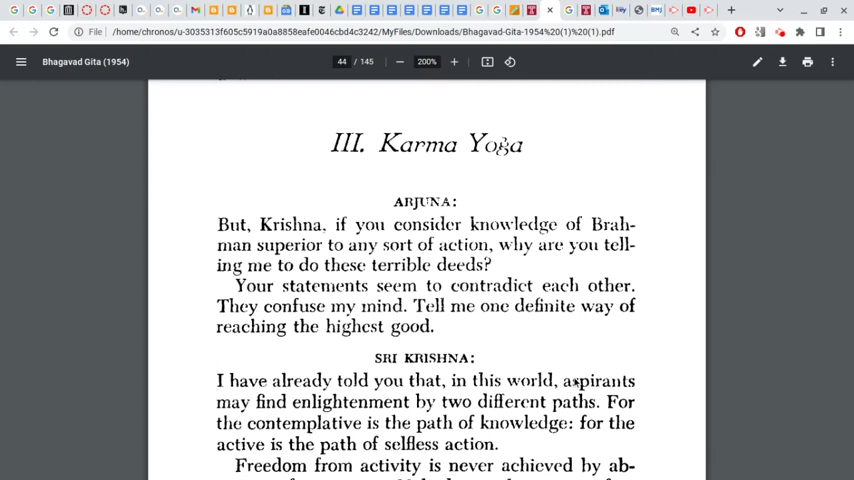 File | /home/chronos/u-3035313f605c5919a0a8858eafe0046cbd4c3242/MyFiles/Downloads/Bhagavad-Gita-1954%20(1)%20(1).pdf
Bhagavad Gita (1954)
44 / 145
200%
III. Karma Yoga
ARJUNA:
But, Krishna, if you consider knowledge of Brah-
man superior to any sort of action, why are you tell-
ing me to do these terrible deeds?
Your statements seem to contradict each other.
They confuse my mind. Tell me one definite way of
reaching the highest good.
SRI KRISHNA:
I have already told you that, in this world, aspirants
may find enlightenment by two different paths. For
the contemplative is the path of knowledge: for the
active is the path of selfless action.
Freedom from activity is never achieved by ab-